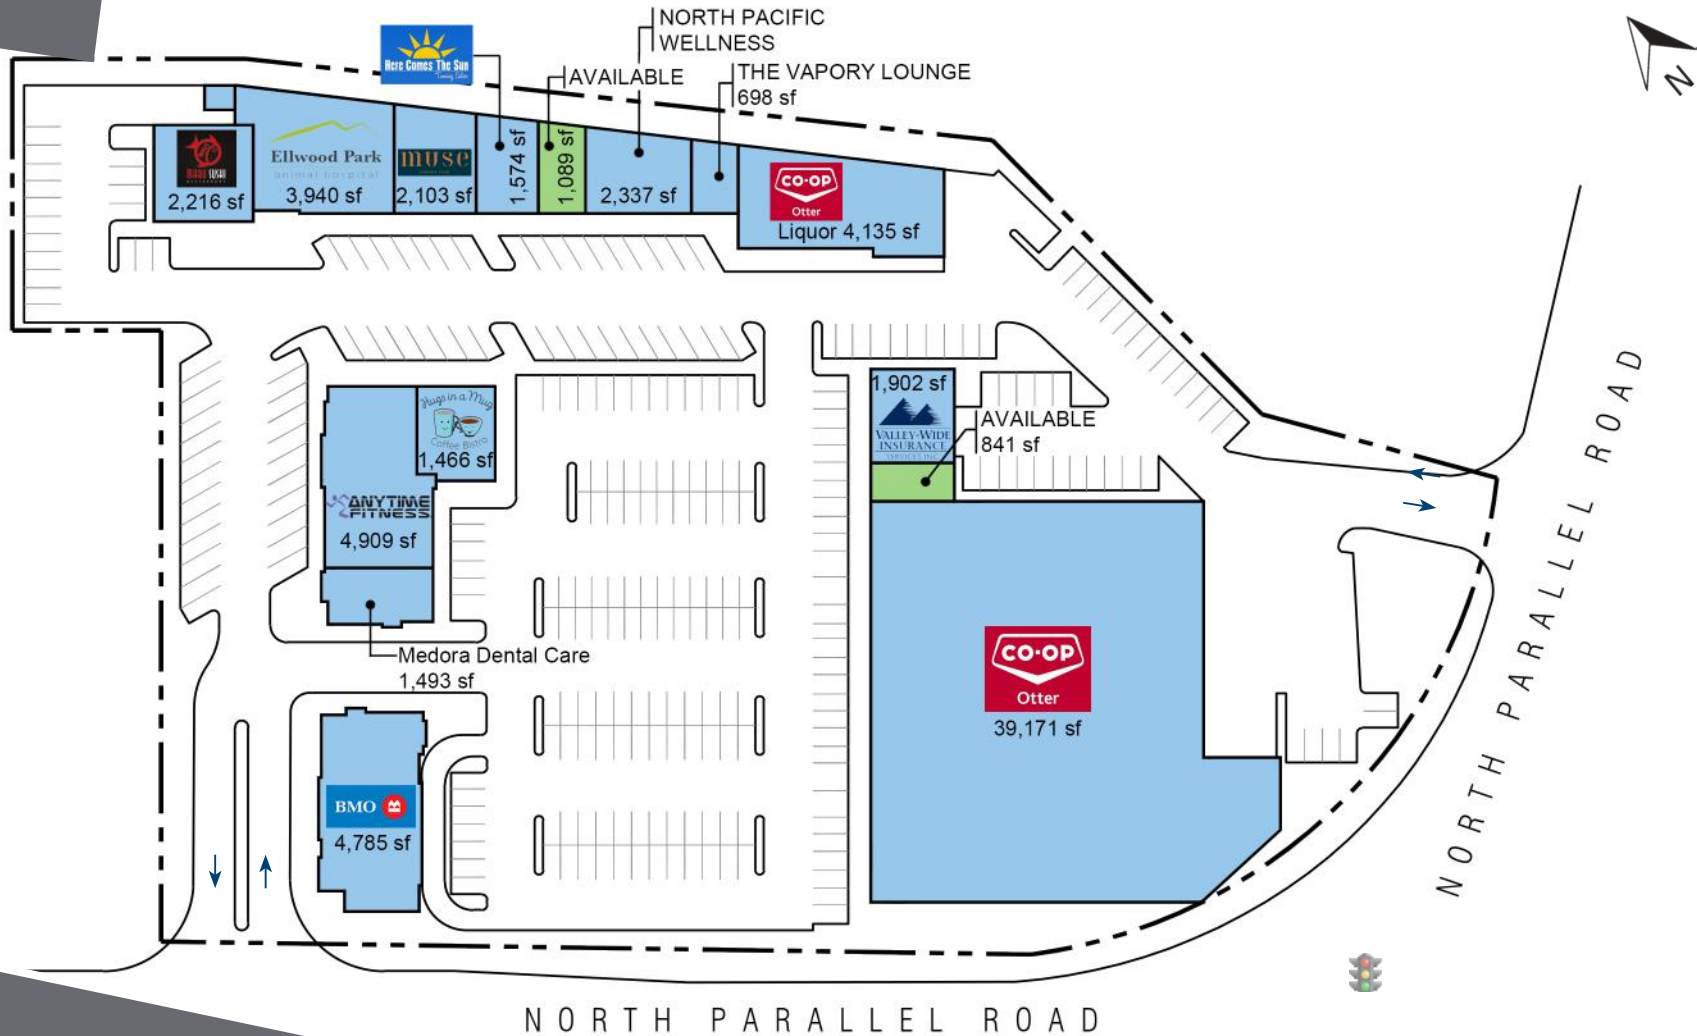 NORTH PACIFIC
WELLNESS
Here Comes The Sun
AVAILABLE
THE VAPORY LOUNGE
698 sf
N
SUSHI
2,216 sf
Ellwood Park
animal hospital
3,940 sf
muse
2,103 sf
1,574 sf
1,089 sf
2,337 sf
CO-OP
Otter
Liquor 4,135 sf
Hugs in a Mug
Coffee Bistro
1,466 sf
ANYTIME
FITNESS
4,909 sf
1,902 sf
VALLEY-WIDE
INSURANCE
SERVICES INC.
AVAILABLE
841 sf
Medora Dental Care
1,493 sf
CO-OP
Otter
39,171 sf
BMO
4,785 sf
NORTH PARALLEL ROAD
NORTH PARALLEL ROAD